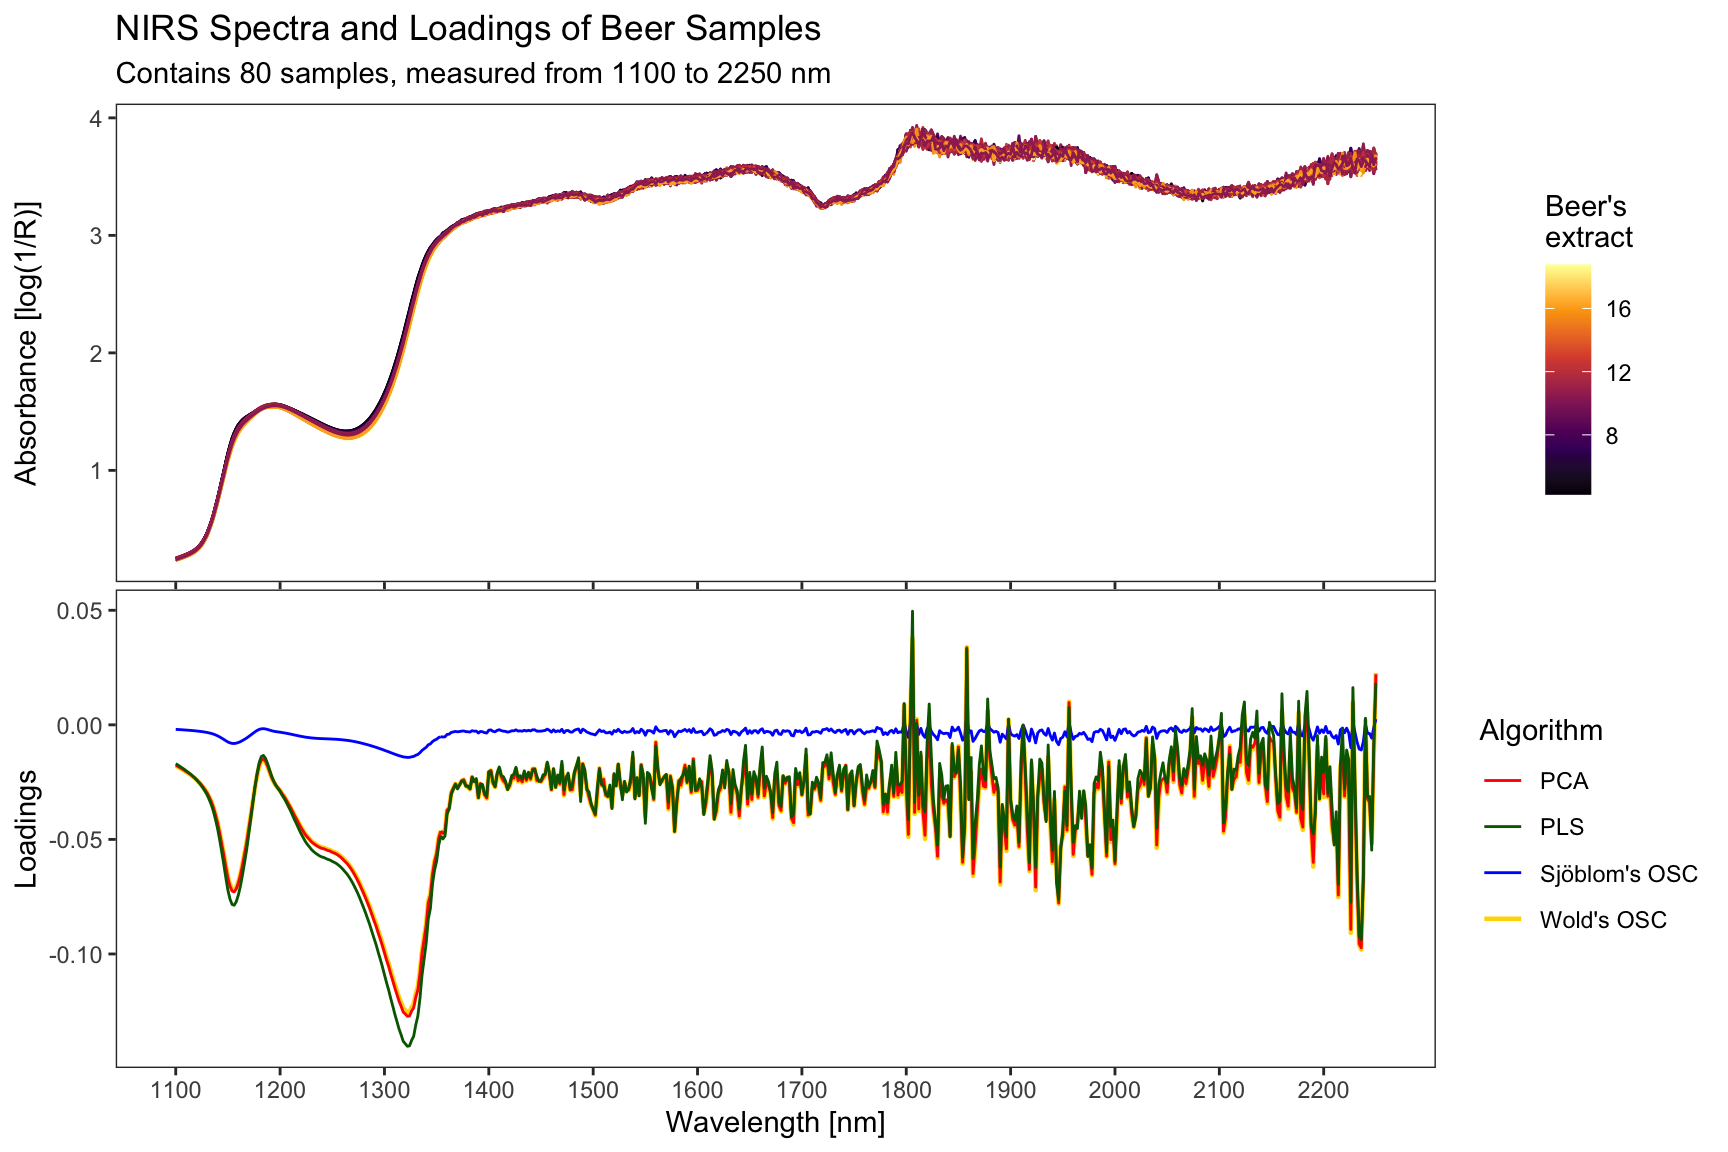 NIRS Spectra and Loadings of Beer Samples
Contains 80 samples, measured from 1100 to 2250 nm
Absorbance [log(1/R)]
4
3
2
1
Beer's
extract
16
12
8
Loadings
0.05
0.00
-0.05
-0.10
1100 1200 1300 1400 1500 1600 1700 1800 1900 2000 2100 2200
Wavelength [nm]
Algorithm
PCA
PLS
Sjöblom's OSC
Wold's OSC